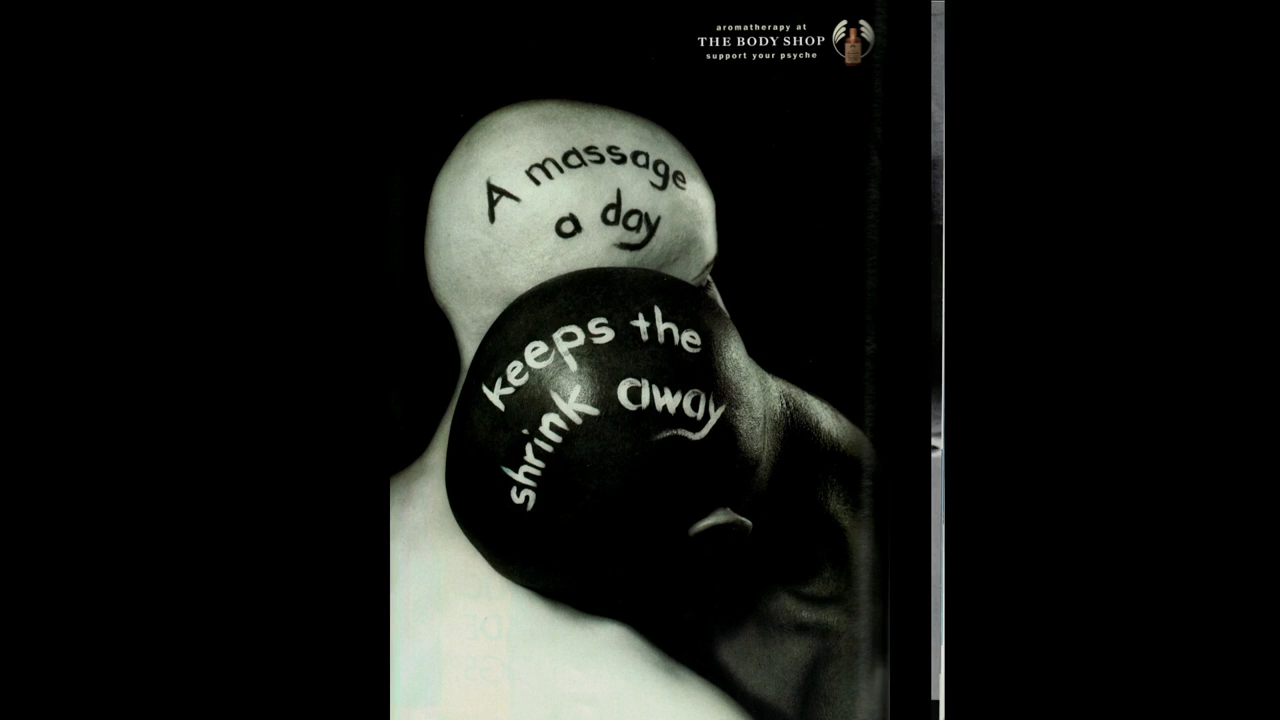 aromatherapy at
THE BODY SHOP
support your psyche
A massage
a day
keeps the
shrink away